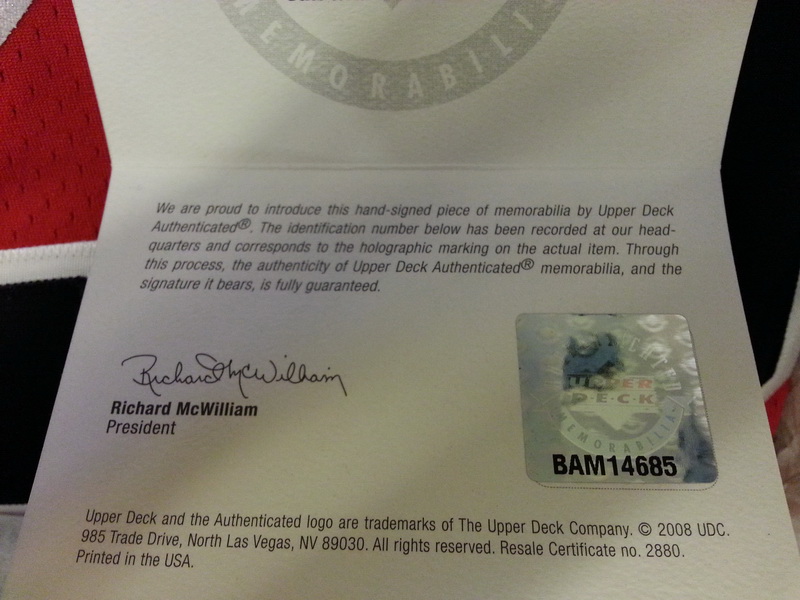 MEMORABILI
We are proud to introduce this hand-signed piece of memorabilia by Upper Deck
Authenticated®. The identification number below has been recorded at our head-
quarters and corresponds to the holographic marking on the actual item. Through
this process, the authenticity of Upper Deck Authenticated® memorabilia, and the
signature it bears, is fully guaranteed.
Richard McWilliam
Richard McWilliam
President
UPPER
D·E·C·K
MEMORABILIA
BAM14685
Upper Deck and the Authenticated logo are trademarks of The Upper Deck Company. © 2008 UDC.
985 Trade Drive, North Las Vegas, NV 89030. All rights reserved. Resale Certificate no. 2880.
Printed in the USA.